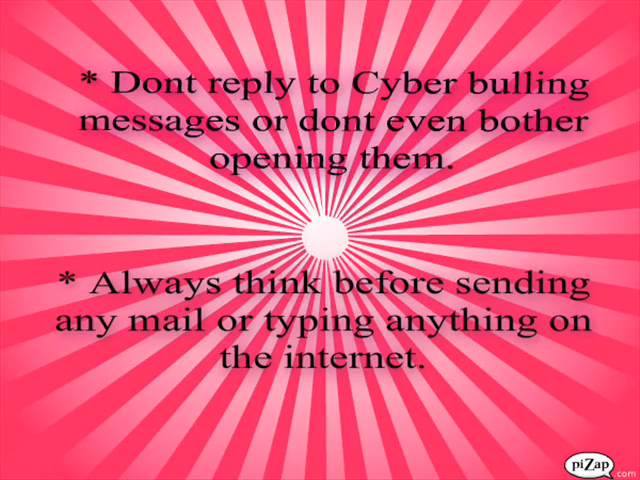 * Dont reply to Cyber bulling
messages or dont even bother
opening them.
* Always think before sending
any mail or typing anything on
the internet.
piZap
.com